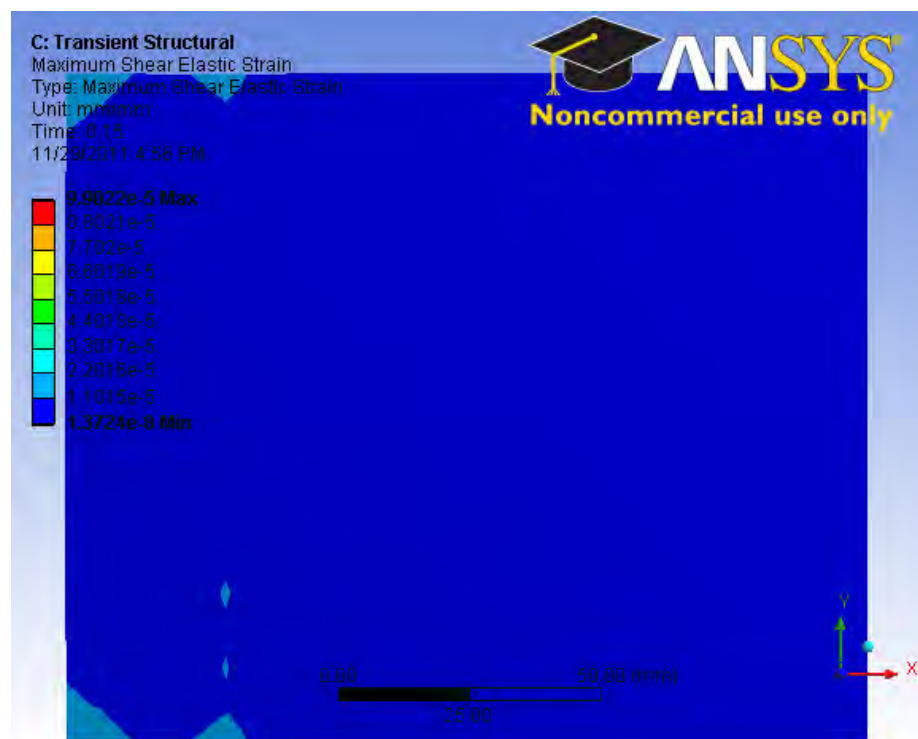 C: Transient Structural
Maximum Shear Elastic Strain
Type: Maximum Shear Elastic Strain
Unit: mm/mm
Time: 0.15
11/29/2011 4:56 PM
ANSYS
Noncommercial use only
9.9022e-5 Max
8.8021e-5
7.702e-5
6.6019e-5
5.5018e-5
4.4018e-5
3.3017e-5
2.2016e-5
1.1015e-5
1.3724e-8 Min
0.00
50.00 (mm)
25.00
Y
X